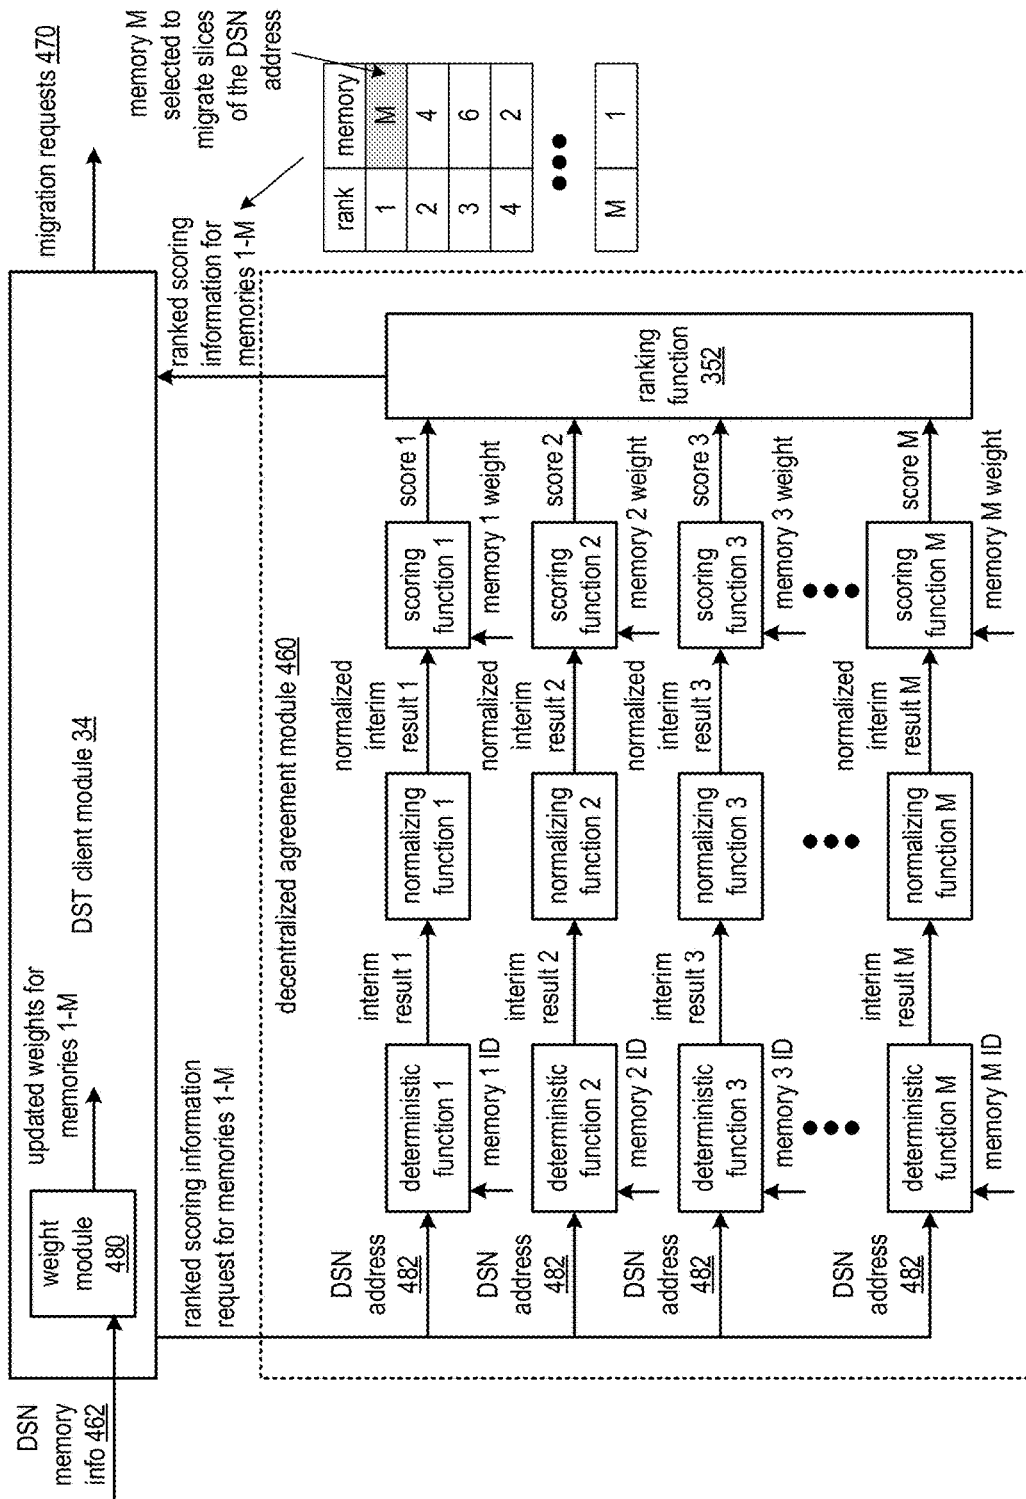 DSN
memory
info 462
weight
module
480
updated weights for
memories 1-M
DST client module 34
migration requests 470
ranked scoring information
request for memories 1-M
ranked scoring
information for
memories 1-M
memory M
selected to
migrate slices
of the DSN
address
rank memory
1 M
2 4
3 6
4 2
M 1
decentralized agreement module 460
DSN
address
482
deterministic
function 1
memory 1 ID
interim
result 1
normalizing
function 1
normalized
interim
result 1
scoring
function 1
memory 1 weight
score 1
DSN
address
482
deterministic
function 2
memory 2 ID
interim
result 2
normalizing
function 2
normalized
interim
result 2
scoring
function 2
memory 2 weight
score 2
DSN
address
482
deterministic
function 3
memory 3 ID
interim
result 3
normalizing
function 3
normalized
interim
result 3
scoring
function 3
memory 3 weight
score 3
DSN
address
482
deterministic
function M
memory M ID
interim
result M
normalizing
function M
normalized
interim
result M
scoring
function M
memory M weight
score M
ranking
function
352